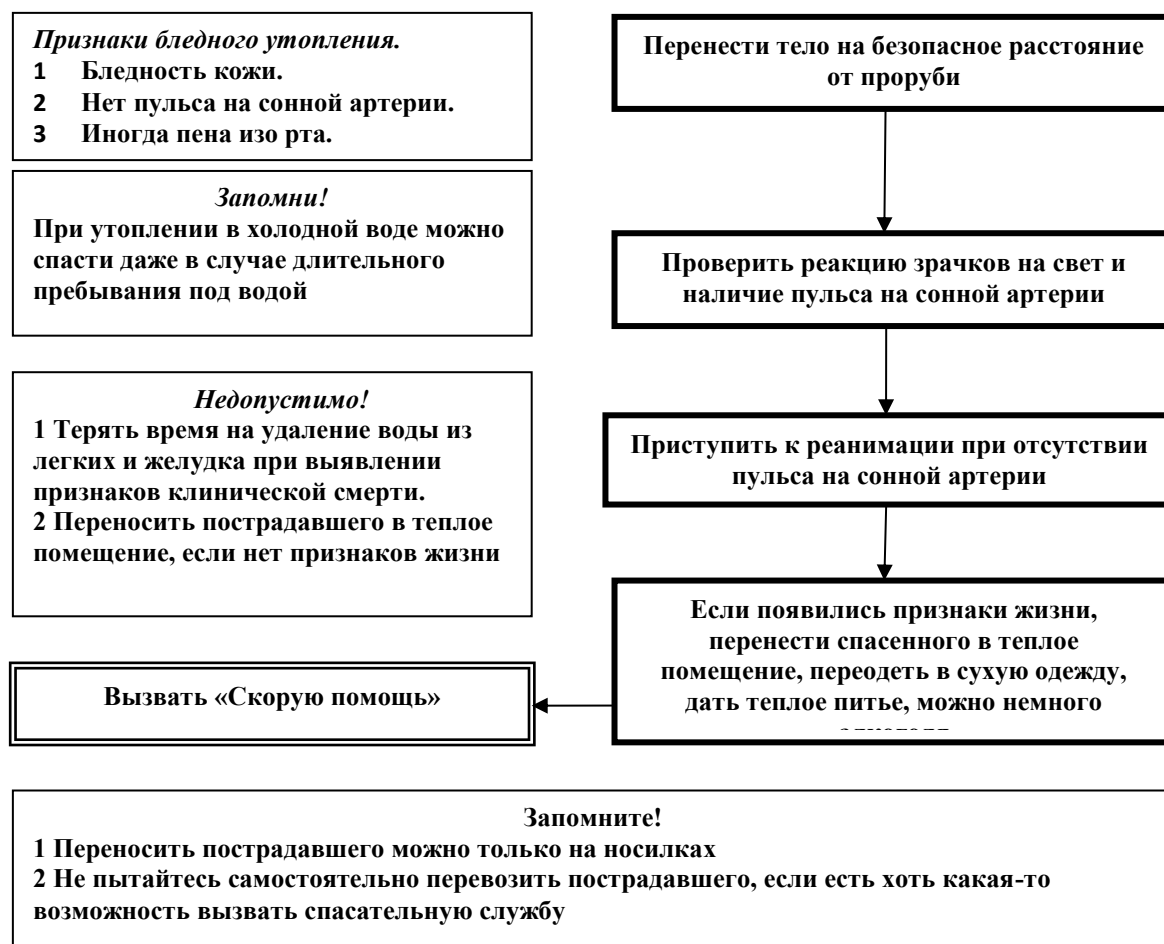 Признаки бледного утопления.
1 Бледность кожи.
2 Нет пульса на сонной артерии.
3 Иногда пена изо рта.
Запомни!
При утоплении в холодной воде можно
спасти даже в случае длительного
пребывания под водой
Недопустимо!
1 Терять время на удаление воды из
легких и желудка при выявлении
признаков клинической смерти.
2 Переносить пострадавшего в теплое
помещение, если нет признаков жизни
Вызвать «Скорую помощь»
Перенести тело на безопасное расстояние
от проруби
Проверить реакцию зрачков на свет и
наличие пульса на сонной артерии
Приступить к реанимации при отсутствии
пульса на сонной артерии
Если появились признаки жизни,
перенести спасенного в теплое
помещение, переодеть в сухую одежду,
дать теплое питье, можно немного
Запомните!
1 Переносить пострадавшего можно только на носилках
2 Не пытайтесь самостоятельно перевозить пострадавшего, если есть хоть какая-то
возможность вызвать спасательную службу